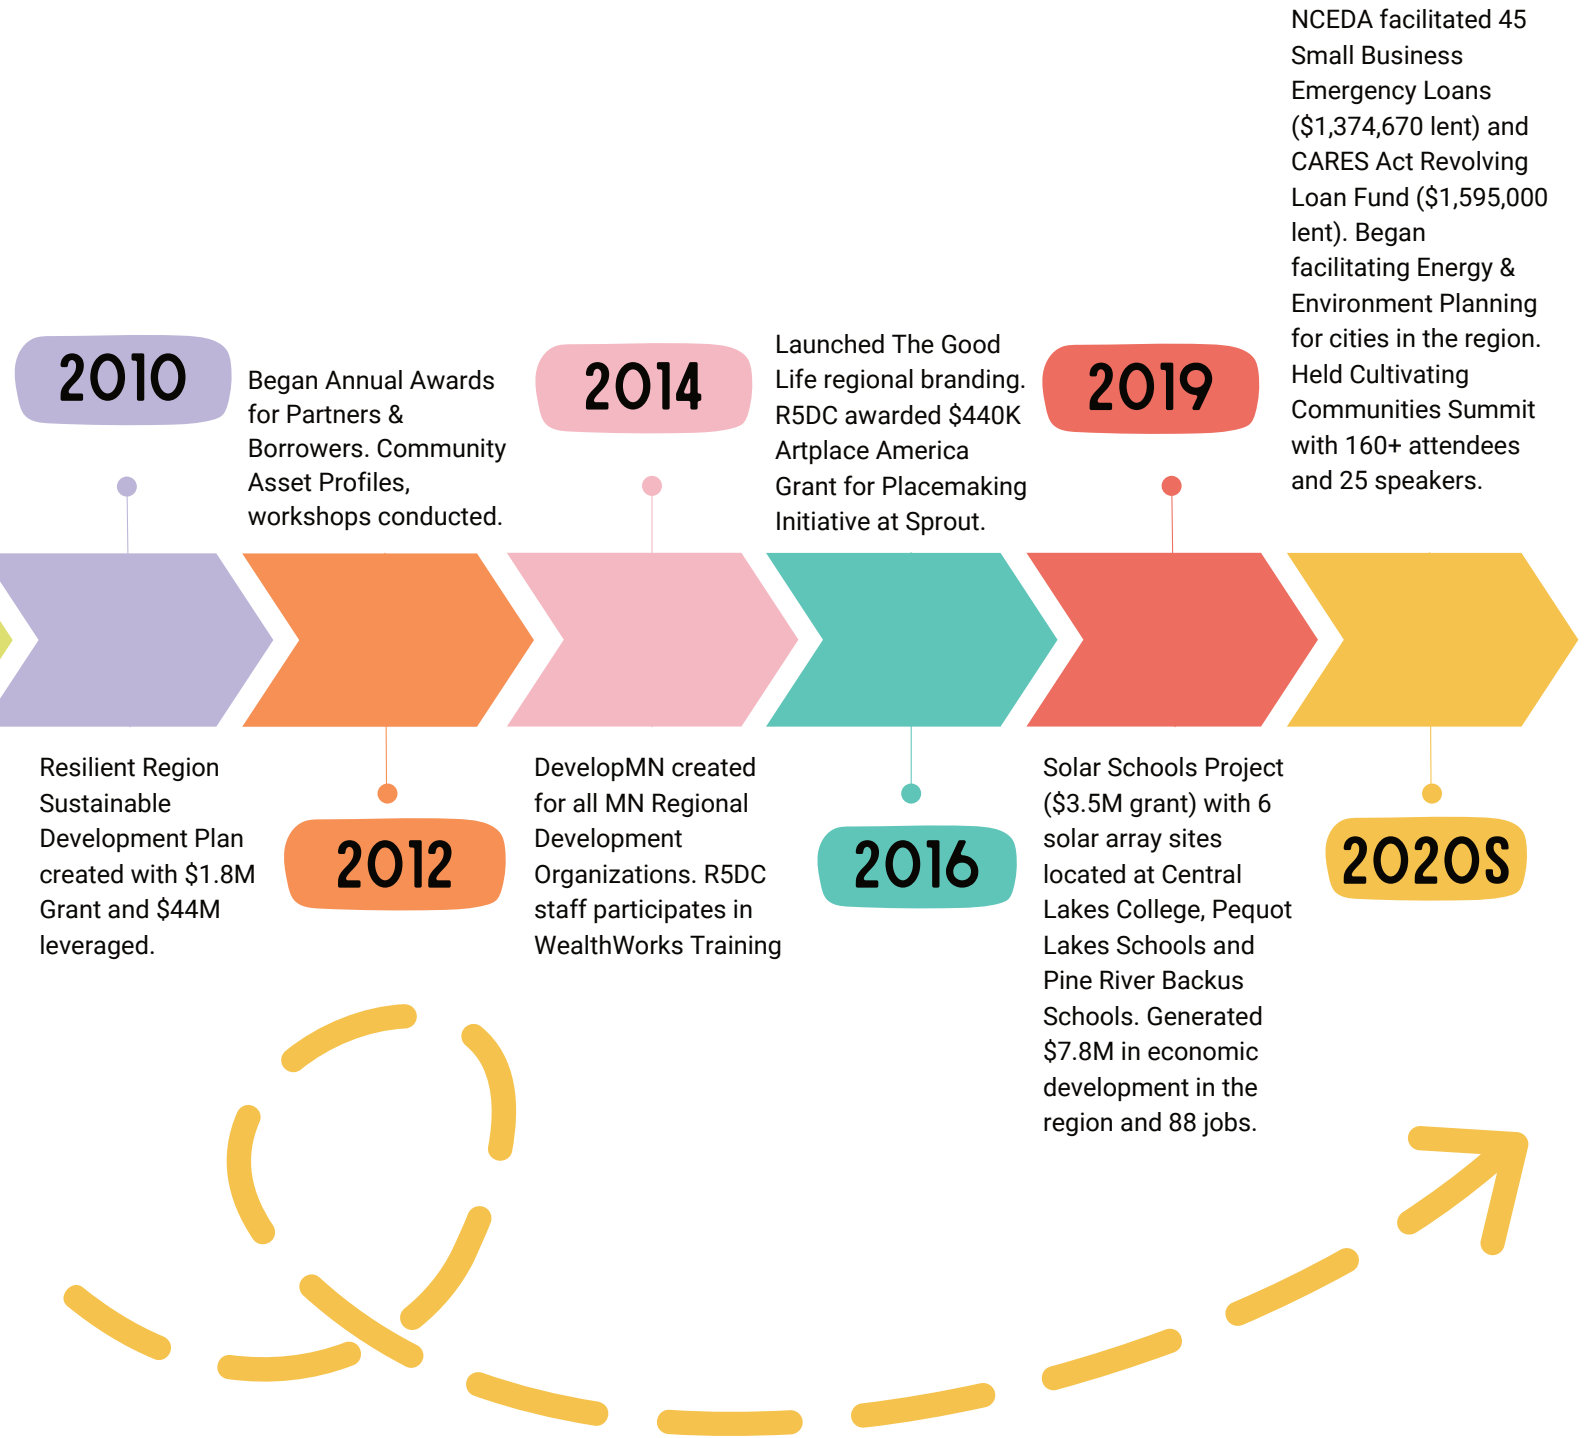 2010
Resilient Region
Sustainable
Development Plan
created with $1.8M
Grant and $44M
leveraged.
Began Annual Awards
for Partners &
Borrowers. Community
Asset Profiles,
workshops conducted.
2012
2014
DevelopMN created
for all MN Regional
Development
Organizations. R5DC
staff participates in
WealthWorks Training
Launched The Good
Life regional branding.
R5DC awarded $440K
Artplace America
Grant for Placemaking
Initiative at Sprout.
2016
2019
Solar Schools Project
($3.5M grant) with 6
solar array sites
located at Central
Lakes College, Pequot
Lakes Schools and
Pine River Backus
Schools. Generated
$7.8M in economic
development in the
region and 88 jobs.
NCEDA facilitated 45
Small Business
Emergency Loans
($1,374,670 lent) and
CARES Act Revolving
Loan Fund ($1,595,000
lent). Began
facilitating Energy &
Environment Planning
for cities in the region.
Held Cultivating
Communities Summit
with 160+ attendees
and 25 speakers.
2020S